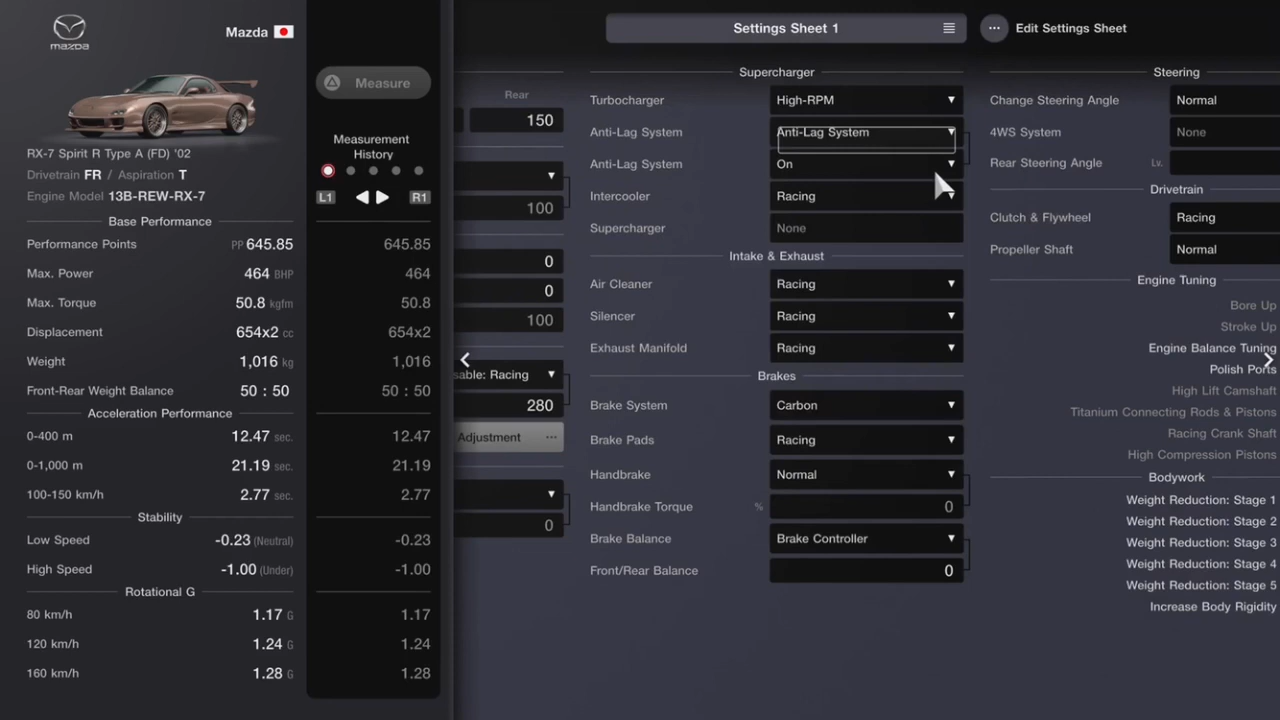 mazda
Mazda
RX-7 Spirit R Type A (FD) '02
Drivetrain FR / Aspiration T
Engine Model 13B-REW-RX-7
Base Performance
Performance Points PP 645.85
Max. Power 464 BHP
Max. Torque 50.8 kgfm
Displacement 654x2 cc
Weight 1,016 kg
Front-Rear Weight Balance 50 : 50
Acceleration Performance
0-400 m 12.47 sec.
0-1,000 m 21.19 sec.
100-150 km/h 2.77 sec.
Stability
Low Speed -0.23 (Neutral)
High Speed -1.00 (Under)
Rotational G
80 km/h 1.17 G
120 km/h 1.24 G
160 km/h 1.28 G
Measure
Measurement
History
L1 R1
645.85
464
50.8
654x2
1,016
50 : 50
12.47
21.19
2.77
-0.23
-1.00
1.17
1.24
1.28
Settings Sheet 1
Edit Settings Sheet
Rear
150
100
0
0
100
sable: Racing
280
Adjustment ...
0
Supercharger
Turbocharger High-RPM
Anti-Lag System Anti-Lag System
Anti-Lag System On
Intercooler Racing
Supercharger None
Intake & Exhaust
Air Cleaner Racing
Silencer Racing
Exhaust Manifold Racing
Brakes
Brake System Carbon
Brake Pads Racing
Handbrake Normal
Handbrake Torque % 0
Brake Balance Brake Controller
Front/Rear Balance 0
Steering
Change Steering Angle Normal
4WS System None
Rear Steering Angle Lv.
Drivetrain
Clutch & Flywheel Racing
Propeller Shaft Normal
Engine Tuning
Bore Up
Stroke Up
Engine Balance Tuning
Polish Ports
High Lift Camshaft
Titanium Connecting Rods & Pistons
Racing Crank Shaft
High Compression Pistons
Bodywork
Weight Reduction: Stage 1
Weight Reduction: Stage 2
Weight Reduction: Stage 3
Weight Reduction: Stage 4
Weight Reduction: Stage 5
Increase Body Rigidity